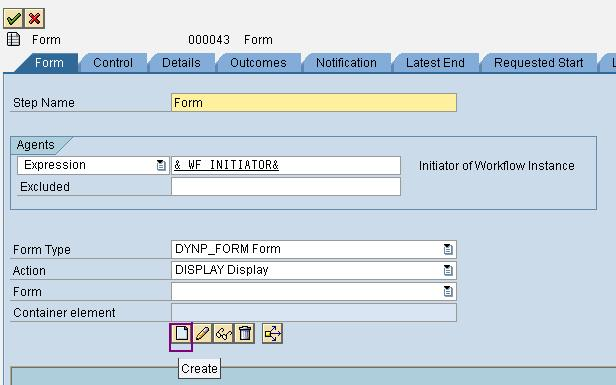 Form 000043 Form
Form Control Details Outcomes Notification Latest End Requested Start L
Step Name Form
Agents
Expression &_WF_INITIATOR& Initiator of Workflow Instance
Excluded
Form Type DYNP_FORM Form
Action DISPLAY Display
Form
Container element
Create